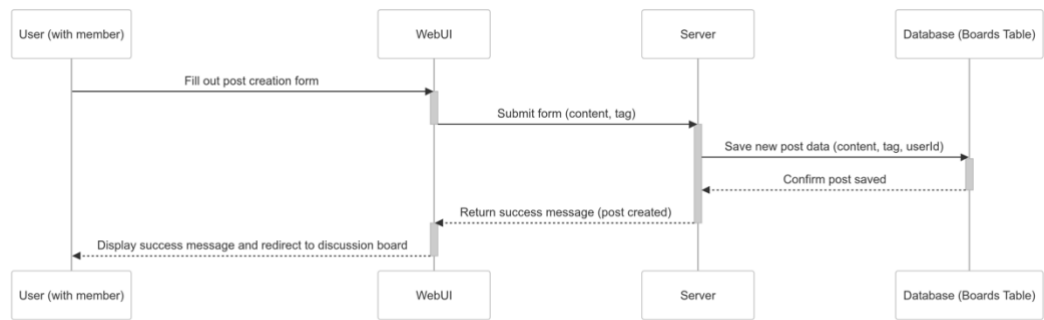 User (with member)
WebUI
Server
Database (Boards Table)
Fill out post creation form
Submit form (content, tag)
Save new post data (content, tag, userId)
Confirm post saved
Return success message (post created)
Display success message and redirect to discussion board
User (with member)
WebUI
Server
Database (Boards Table)